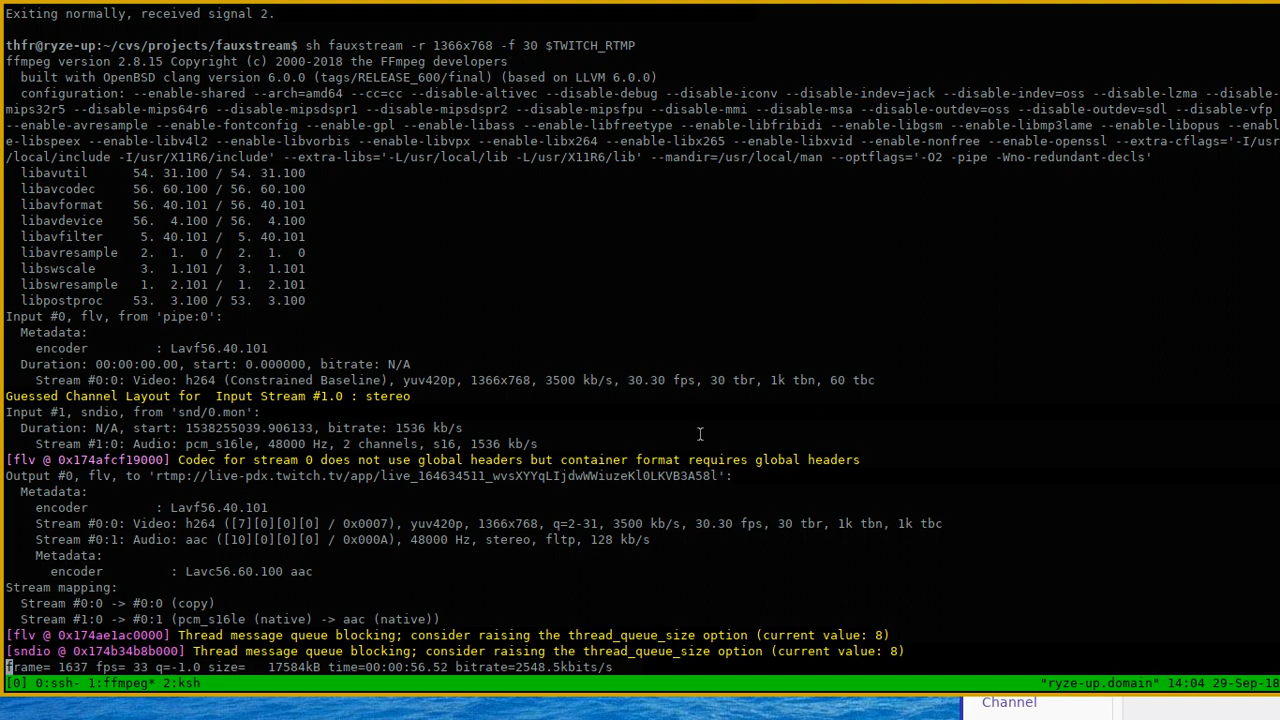 Exiting normally, received signal 2.
thfr@ryze-up:~/cvs/projects/fauxstream$ sh fauxstream -r 1366x768 -f 30 $TWITCH_RTMP
ffmpeg version 2.8.15 Copyright (c) 2000-2018 the FFmpeg developers
  built with OpenBSD clang version 6.0.0 (tags/RELEASE_600/final) (based on LLVM 6.0.0)
  configuration: --enable-shared --arch=amd64 --cc=cc --disable-altivec --disable-debug --disable-iconv --disable-indev=jack --disable-indev=oss --disable-lzma --disable-
mips32r5 --disable-mips64r6 --disable-mipsdspr1 --disable-mipsdspr2 --disable-mipsfpu --disable-mmi --disable-msa --disable-outdev=oss --disable-outdev=sdl --disable-vfp
--enable-avresample --enable-fontconfig --enable-gpl --enable-libass --enable-libfreetype --enable-libfribidi --enable-libgsm --enable-libmp3lame --enable-libopus --enabl
e-libspeex --enable-libv4l2 --enable-libvorbis --enable-libvpx --enable-libx264 --enable-libx265 --enable-libxvid --enable-nonfree --enable-openssl --extra-cflags='-I/usr
/local/include -I/usr/X11R6/include' --extra-libs='-L/usr/local/lib -L/usr/X11R6/lib' --mandir=/usr/local/man --optflags='-O2 -pipe -Wno-redundant-decls'
  libavutil      54. 31.100 / 54. 31.100
  libavcodec     56. 60.100 / 56. 60.100
  libavformat    56. 40.101 / 56. 40.101
  libavdevice    56.  4.100 / 56.  4.100
  libavfilter     5. 40.101 /  5. 40.101
  libavresample   2.  1.  0 /  2.  1.  0
  libswscale      3.  1.101 /  3.  1.101
  libswresample   1.  2.101 /  1.  2.101
  libpostproc    53.  3.100 / 53.  3.100
Input #0, flv, from 'pipe:0':
  Metadata:
    encoder         : Lavf56.40.101
  Duration: 00:00:00.00, start: 0.000000, bitrate: N/A
    Stream #0:0: Video: h264 (Constrained Baseline), yuv420p, 1366x768, 3500 kb/s, 30.30 fps, 30 tbr, 1k tbn, 60 tbc
Guessed Channel Layout for  Input Stream #1.0 : stereo
Input #1, sndio, from 'snd/0.mon':
  Duration: N/A, start: 1538255039.906133, bitrate: 1536 kb/s
    Stream #1:0: Audio: pcm_s16le, 48000 Hz, 2 channels, s16, 1536 kb/s
[flv @ 0x174afcf19000] Codec for stream 0 does not use global headers but container format requires global headers
Output #0, flv, to 'rtmp://live-pdx.twitch.tv/app/live_164634511_wvsXYYqLIjdwWWiuzeKl0LKVB3A58l':
  Metadata:
    encoder         : Lavf56.40.101
    Stream #0:0: Video: h264 ([7][0][0][0] / 0x0007), yuv420p, 1366x768, q=2-31, 3500 kb/s, 30.30 fps, 30 tbr, 1k tbn, 1k tbc
    Stream #0:1: Audio: aac ([10][0][0][0] / 0x000A), 48000 Hz, stereo, fltp, 128 kb/s
    Metadata:
      encoder         : Lavc56.60.100 aac
Stream mapping:
  Stream #0:0 -> #0:0 (copy)
  Stream #1:0 -> #0:1 (pcm_s16le (native) -> aac (native))
[flv @ 0x174ae1ac0000] Thread message queue blocking; consider raising the thread_queue_size option (current value: 8)
[sndio @ 0x174b34b8b000] Thread message queue blocking; consider raising the thread_queue_size option (current value: 8)
frame= 1637 fps= 33 q=-1.0 size=   17584kB time=00:00:56.52 bitrate=2548.5kbits/s
[0] 0:ssh- 1:ffmpeg* 2:ksh "ryze-up.domain" 14:04 29-Sep-18
Channel